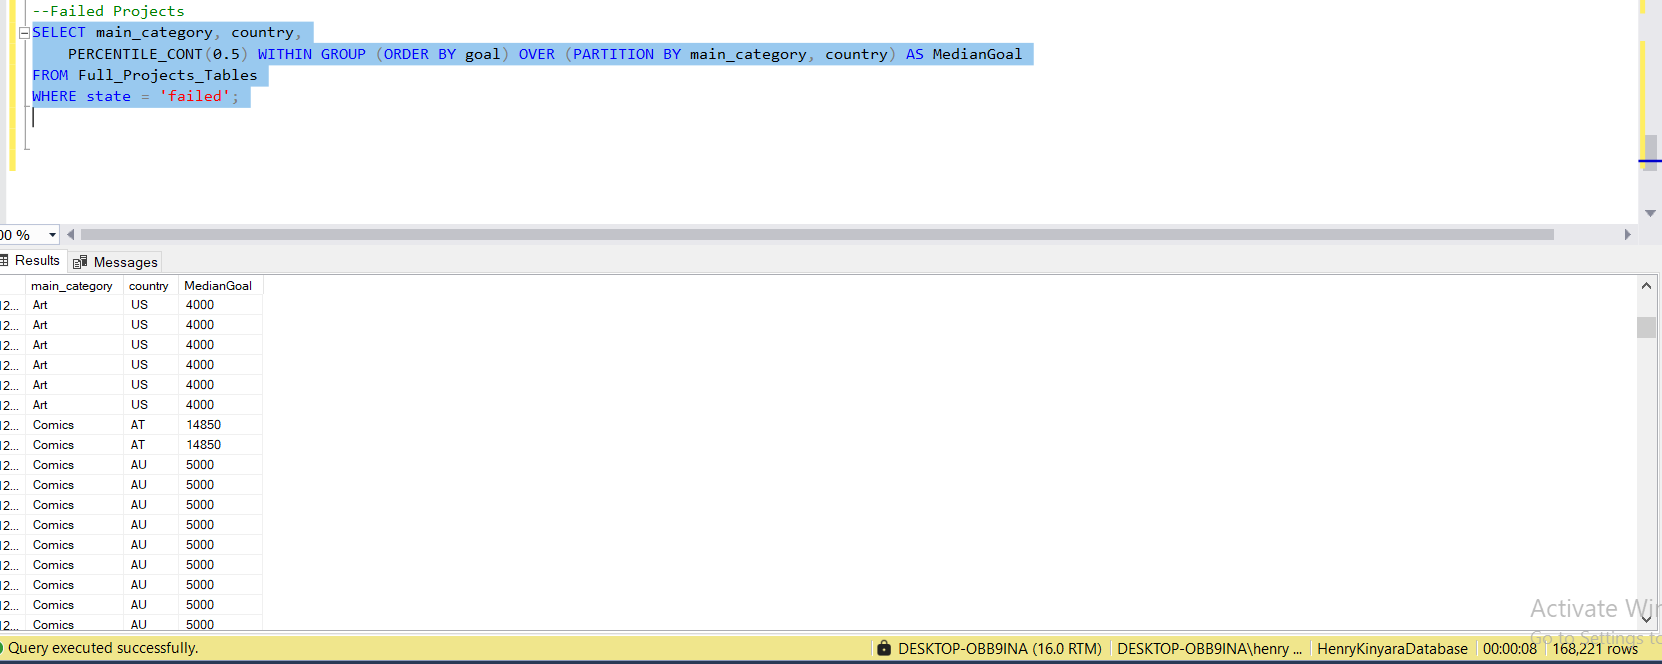 --Failed Projects
SELECT main_category, country,
PERCENTILE_CONT(0.5) WITHIN GROUP (ORDER BY goal) OVER (PARTITION BY main_category, country) AS MedianGoal
FROM Full_Projects_Tables
WHERE state = 'failed';
00 %
Results Messages
main_category country MedianGoal
12... Art US 4000
12... Art US 4000
12... Art US 4000
12... Art US 4000
12... Art US 4000
12... Art US 4000
12... Comics AT 14850
12... Comics AT 14850
12... Comics AU 5000
12... Comics AU 5000
12... Comics AU 5000
12... Comics AU 5000
12... Comics AU 5000
12... Comics AU 5000
12... Comics AU 5000
12... Comics AU 5000
12... Comics AU 5000
Activate Win
Go to Settings to
Query executed successfully. DESKTOP-OBB9INA (16.0 RTM) DESKTOP-OBB9INA\henry ... HenryKinyaraDatabase 00:00:08 168,221 rows